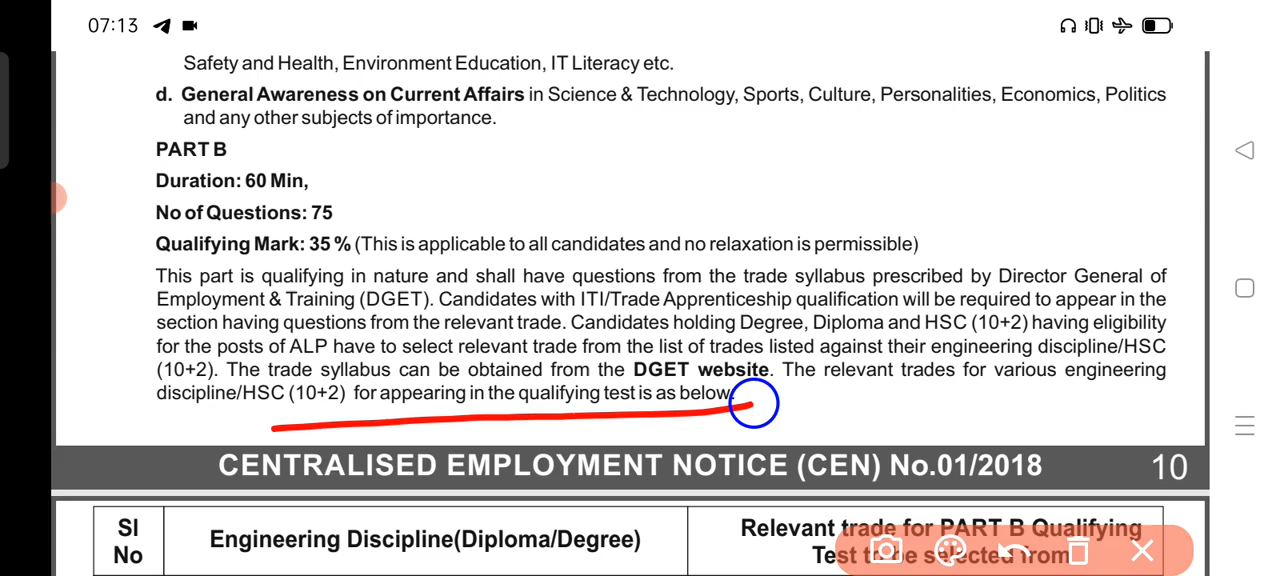 07:13
Safety and Health, Environment Education, IT Literacy etc.
d. General Awareness on Current Affairs in Science & Technology, Sports, Culture, Personalities, Economics, Politics
and any other subjects of importance.
PART B
Duration: 60 Min,
No of Questions: 75
Qualifying Mark: 35 % (This is applicable to all candidates and no relaxation is permissible)
This part is qualifying in nature and shall have questions from the trade syllabus prescribed by Director General of
Employment & Training (DGET). Candidates with ITI/Trade Apprenticeship qualification will be required to appear in the
section having questions from the relevant trade. Candidates holding Degree, Diploma and HSC (10+2) having eligibility
for the posts of ALP have to select relevant trade from the list of trades listed against their engineering discipline/HSC
(10+2). The trade syllabus can be obtained from the DGET website. The relevant trades for various engineering
discipline/HSC (10+2) for appearing in the qualifying test is as below.
CENTRALISED EMPLOYMENT NOTICE (CEN) No.01/2018 10
Sl
No
Engineering Discipline(Diploma/Degree)
Relevant trade for PART B Qualifying
Test to be selected from